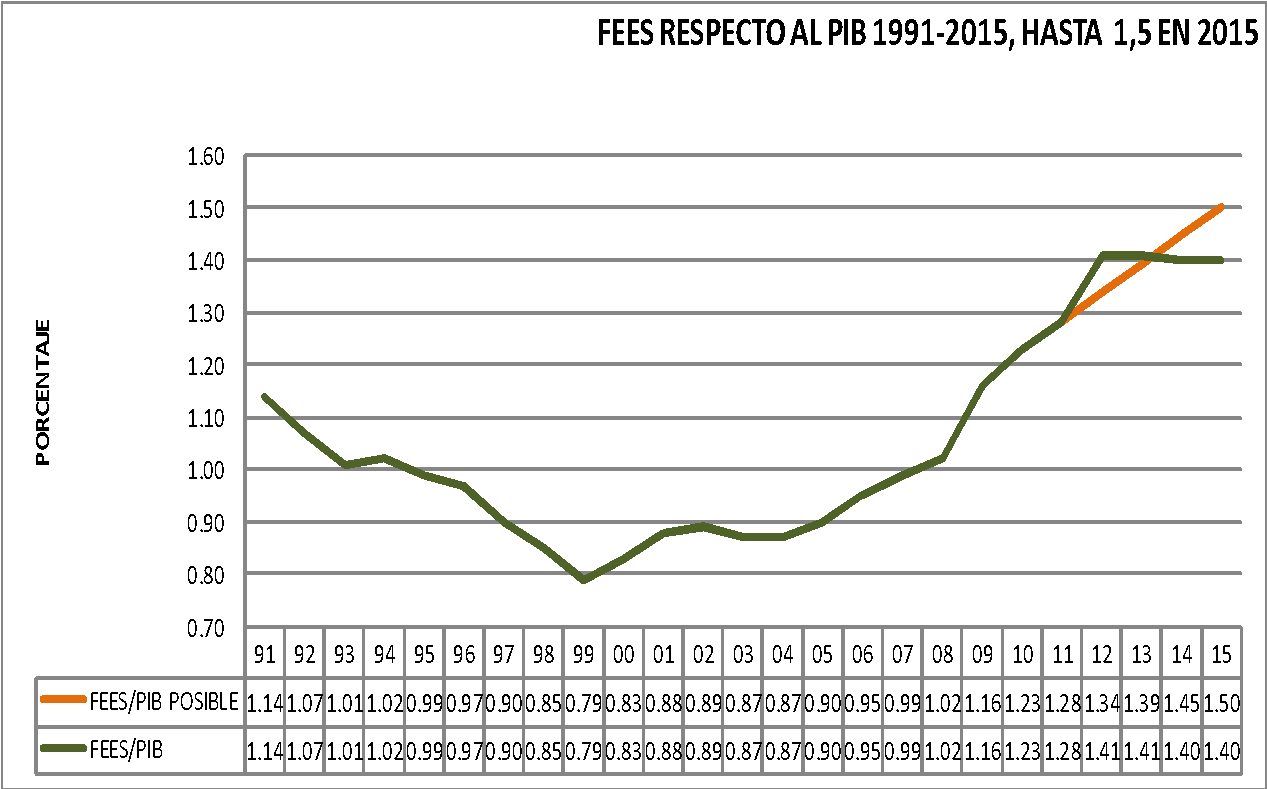 FEES RESPECTO AL PIB 1991-2015, HASTA 1,5 EN 2015
PORCENTAJE
1.60
1.50
1.40
1.30
1.20
1.10
1.00
0.90
0.80
0.70
91 92 93 94 95 96 97 98 99 00 01 02 03 04 05 06 07 08 09 10 11 12 13 14 15
FEES/PIB POSIBLE 1.14 1.07 1.01 1.02 0.99 0.97 0.90 0.85 0.79 0.83 0.88 0.89 0.87 0.87 0.90 0.95 0.99 1.02 1.16 1.23 1.28 1.34 1.39 1.45 1.50
FEES/PIB 1.14 1.07 1.01 1.02 0.99 0.97 0.90 0.85 0.79 0.83 0.88 0.89 0.87 0.87 0.90 0.95 0.99 1.02 1.16 1.23 1.28 1.41 1.41 1.40 1.40